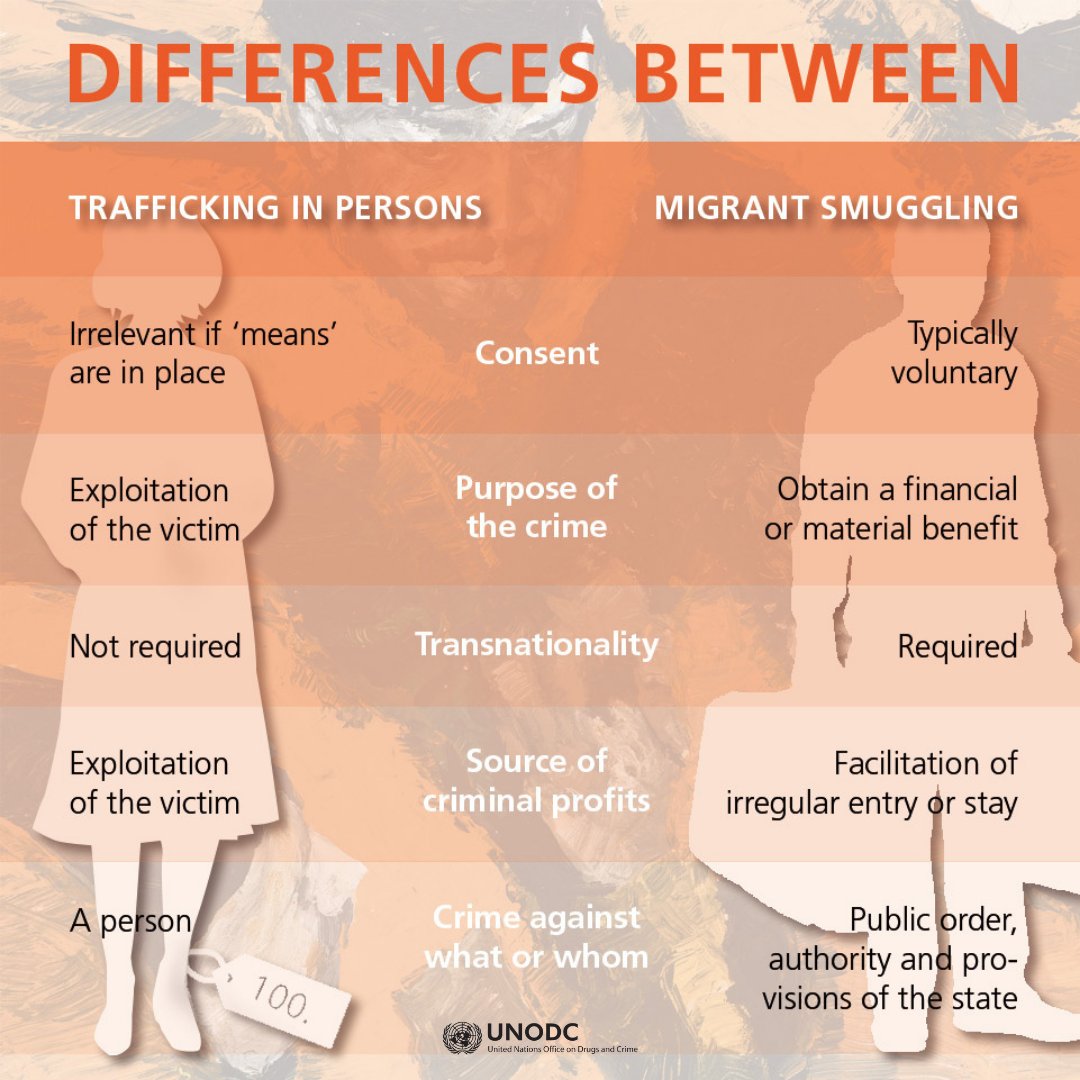 DIFFERENCES BETWEEN
TRAFFICKING IN PERSONS
MIGRANT SMUGGLING
Irrelevant if ‘means’
are in place
Consent
Typically
voluntary
Exploitation
of the victim
Purpose of
the crime
Obtain a financial
or material benefit
Not required
Transnationality
Required
Exploitation
of the victim
Source of
criminal profits
Facilitation of
irregular entry or stay
A person
Crime against
what or whom
Public order,
authority and pro-
visions of the state
100.
UNODC
United Nations Office on Drugs and Crime